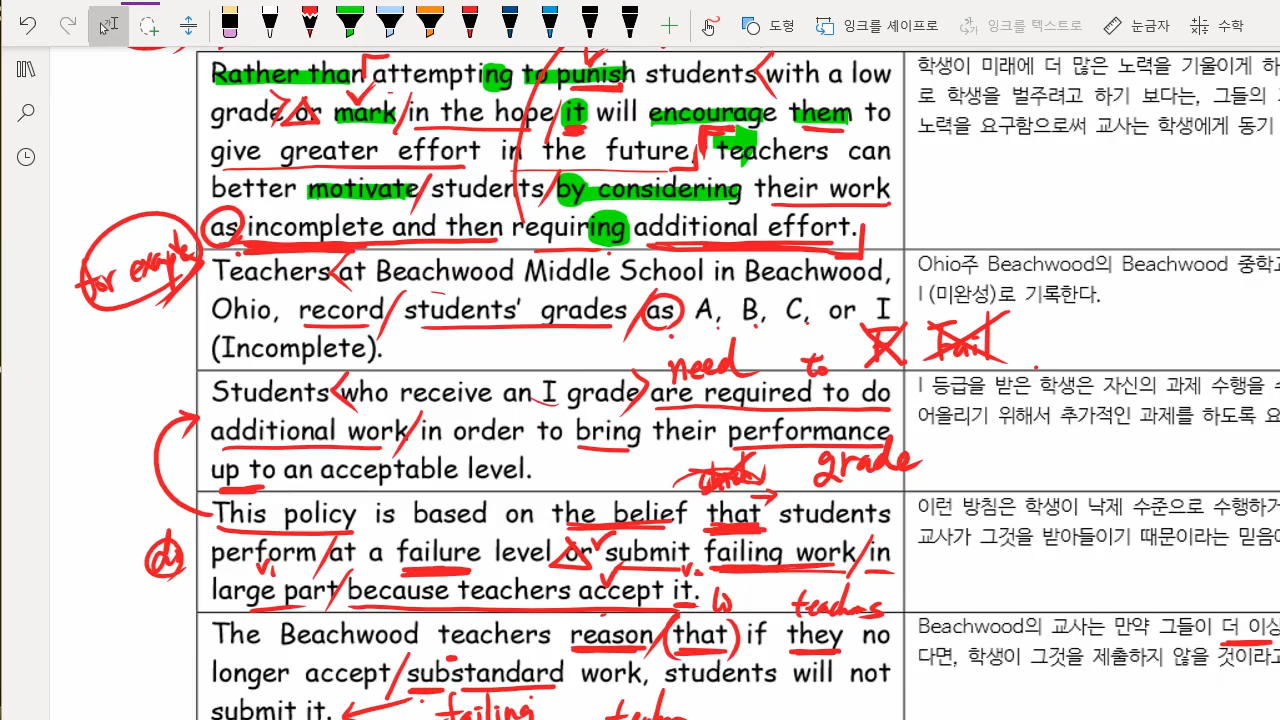 도형
잉크를 셰이프로
잉크를 텍스트로
눈금자
수학
Rather than attempting to punish students with a low
grade or mark in the hope it will encourage them to
give greater effort in the future, teachers can
better motivate students by considering their work
as incomplete and then requiring additional effort.
학생이 미래에 더 많은 노력을 기울이게 하
로 학생을 벌주려고 하기 보다는, 그들의
노력을 요구함으로써 교사는 학생에게 동기
for example
Teachers at Beachwood Middle School in Beachwood,
Ohio, record students' grades as A, B, C, or I
(Incomplete).
Ohio주 Beachwood의 Beachwood 중학교
I (미완성)로 기록한다.
F Fail
need to
Students who receive an I grade are required to do
additional work in order to bring their performance
up to an acceptable level.
grade
I 등급을 받은 학생은 자신의 과제 수행을 수
어올리기 위해서 추가적인 과제를 하도록 요
This policy is based on the belief that students
perform at a failure level or submit failing work in
large part because teachers accept it.
이런 방침은 학생이 낙제 수준으로 수행하거
교사가 그것을 받아들이기 때문이라는 믿음에
teachers
The Beachwood teachers reason that if they no
longer accept substandard work, students will not
submit it.
failing
Beachwood의 교사는 만약 그들이 더 이상
다면, 학생이 그것을 제출하지 않을 것이라고